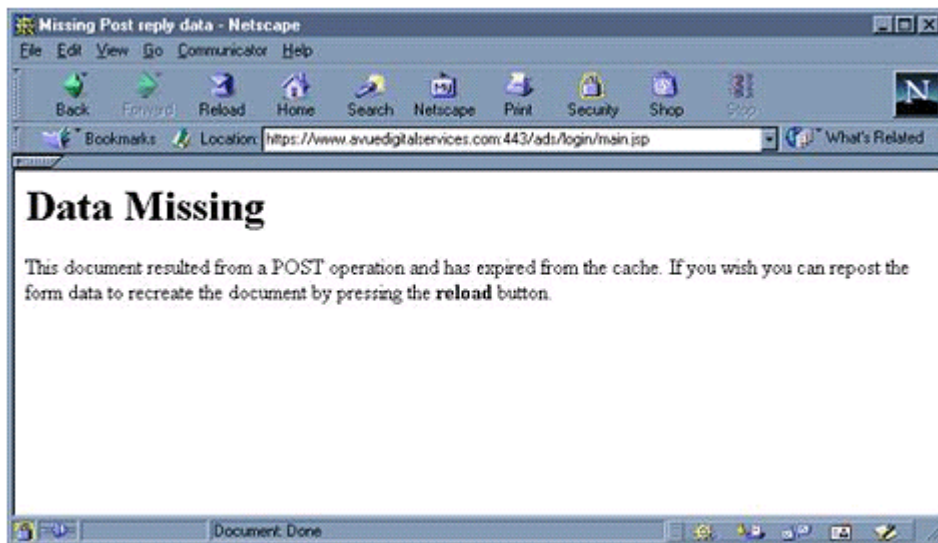 Missing Post reply data - Netscape
File Edit View Go Communicator Help
Back Forward Reload Home Search Netscape Print Security Shop Stop
Bookmarks Location: https://www.avuedigitalservices.com:443/ads/login/main.jsp What's Related
Data Missing
This document resulted from a POST operation and has expired from the cache. If you wish you can repost the
form data to recreate the document by pressing the reload button.
Document: Done